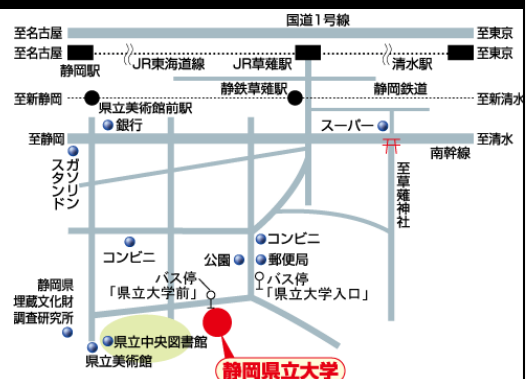 国道1号線
至名古屋
至東京
至名古屋
至東京
静岡駅
JR東海道線
JR草薙駅
清水駅
静鉄草薙駅
静岡鉄道
至新静岡
至新清水
県立美術館前駅
銀行
スーパー
至静岡
至清水
南幹線
ガソリン
スタンド
至草薙神社
コンビニ
コンビニ
公園
郵便局
バス停
「県立大学前」
バス停
「県立大学入口」
静岡県
埋蔵文化財
調査研究所
県立中央図書館
県立美術館
静岡県立大学